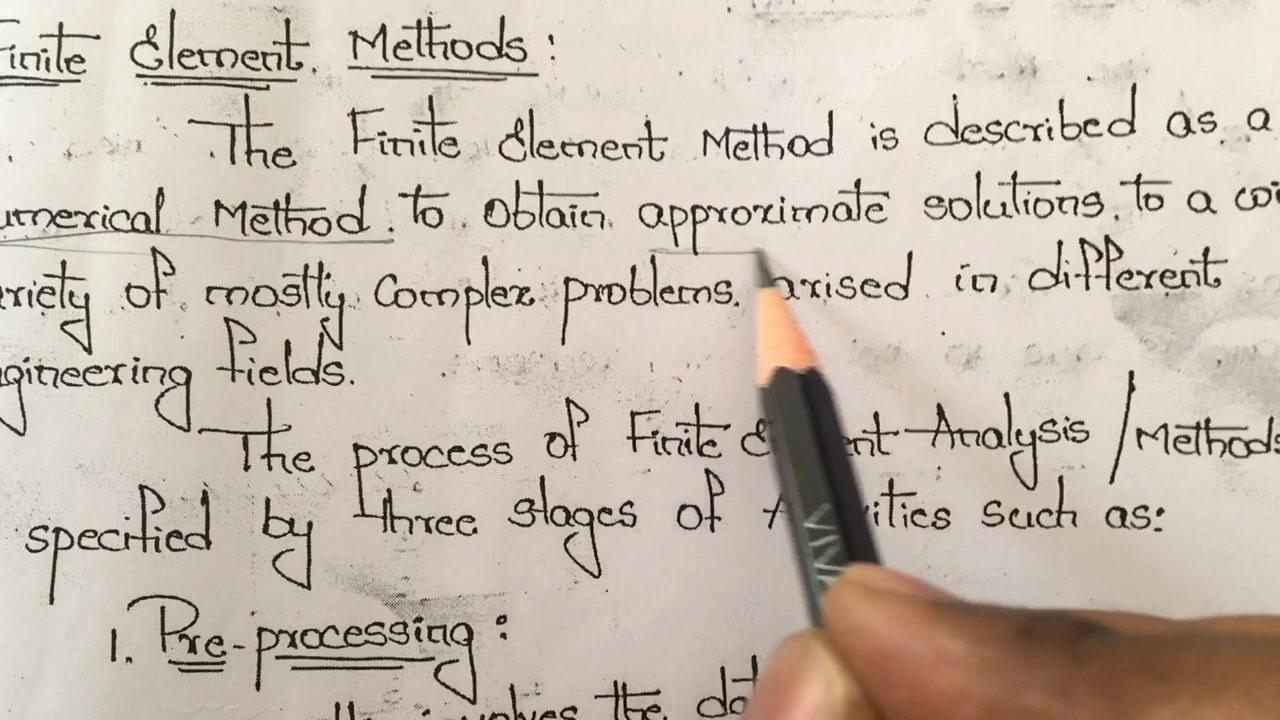 Finite Element Methods:
The Finite Element Method is described as a
Numerical Method to obtain approximate solutions to a
variety of mostly Complex problems arised in different
Engineering fields.
The process of Finite Analysis / Methods
specified by three stages of such as:
1. Pre-processing:
involves the
VIVA